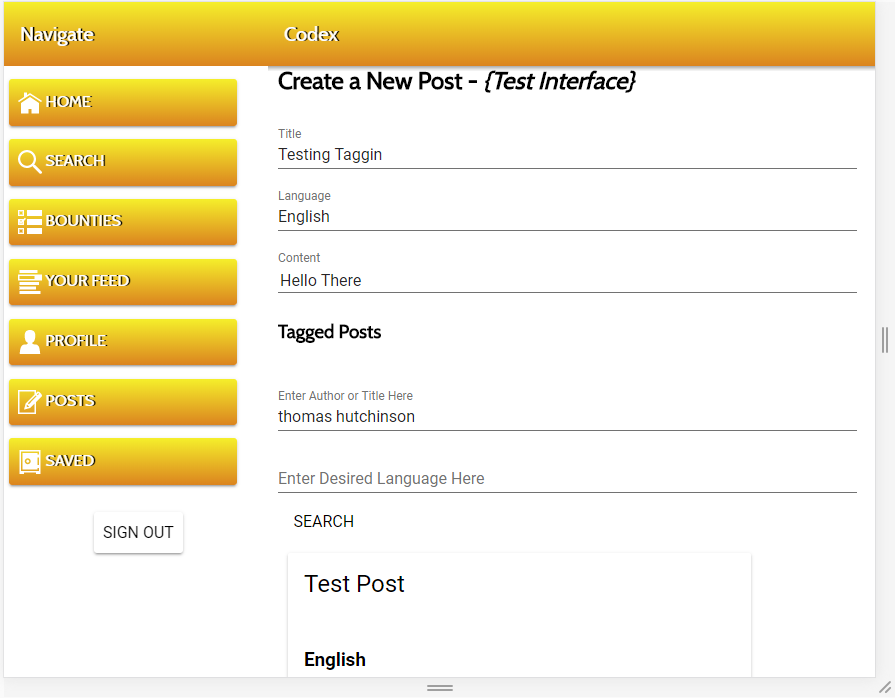 Navigate
Codex
HOME
SEARCH
BOUNTIES
YOUR FEED
PROFILE
POSTS
SAVED
SIGN OUT
Create a New Post - {Test Interface}
Title
Testing Taggin
Language
English
Content
Hello There
Tagged Posts
Enter Author or Title Here
thomas hutchinson
Enter Desired Language Here
SEARCH
Test Post
English